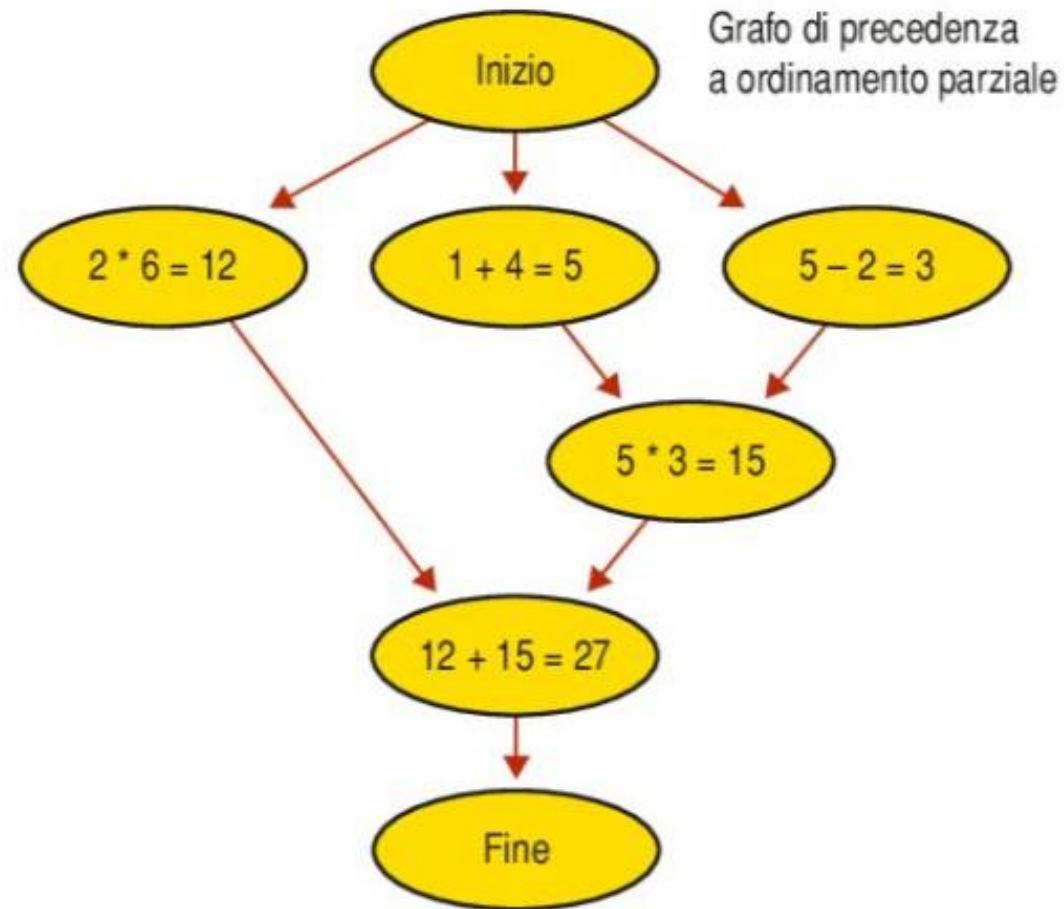 Grafo di precedenza
a ordinamento parziale
Inizio
2 * 6 = 12
1 + 4 = 5
5 – 2 = 3
5 * 3 = 15
12 + 15 = 27
Fine